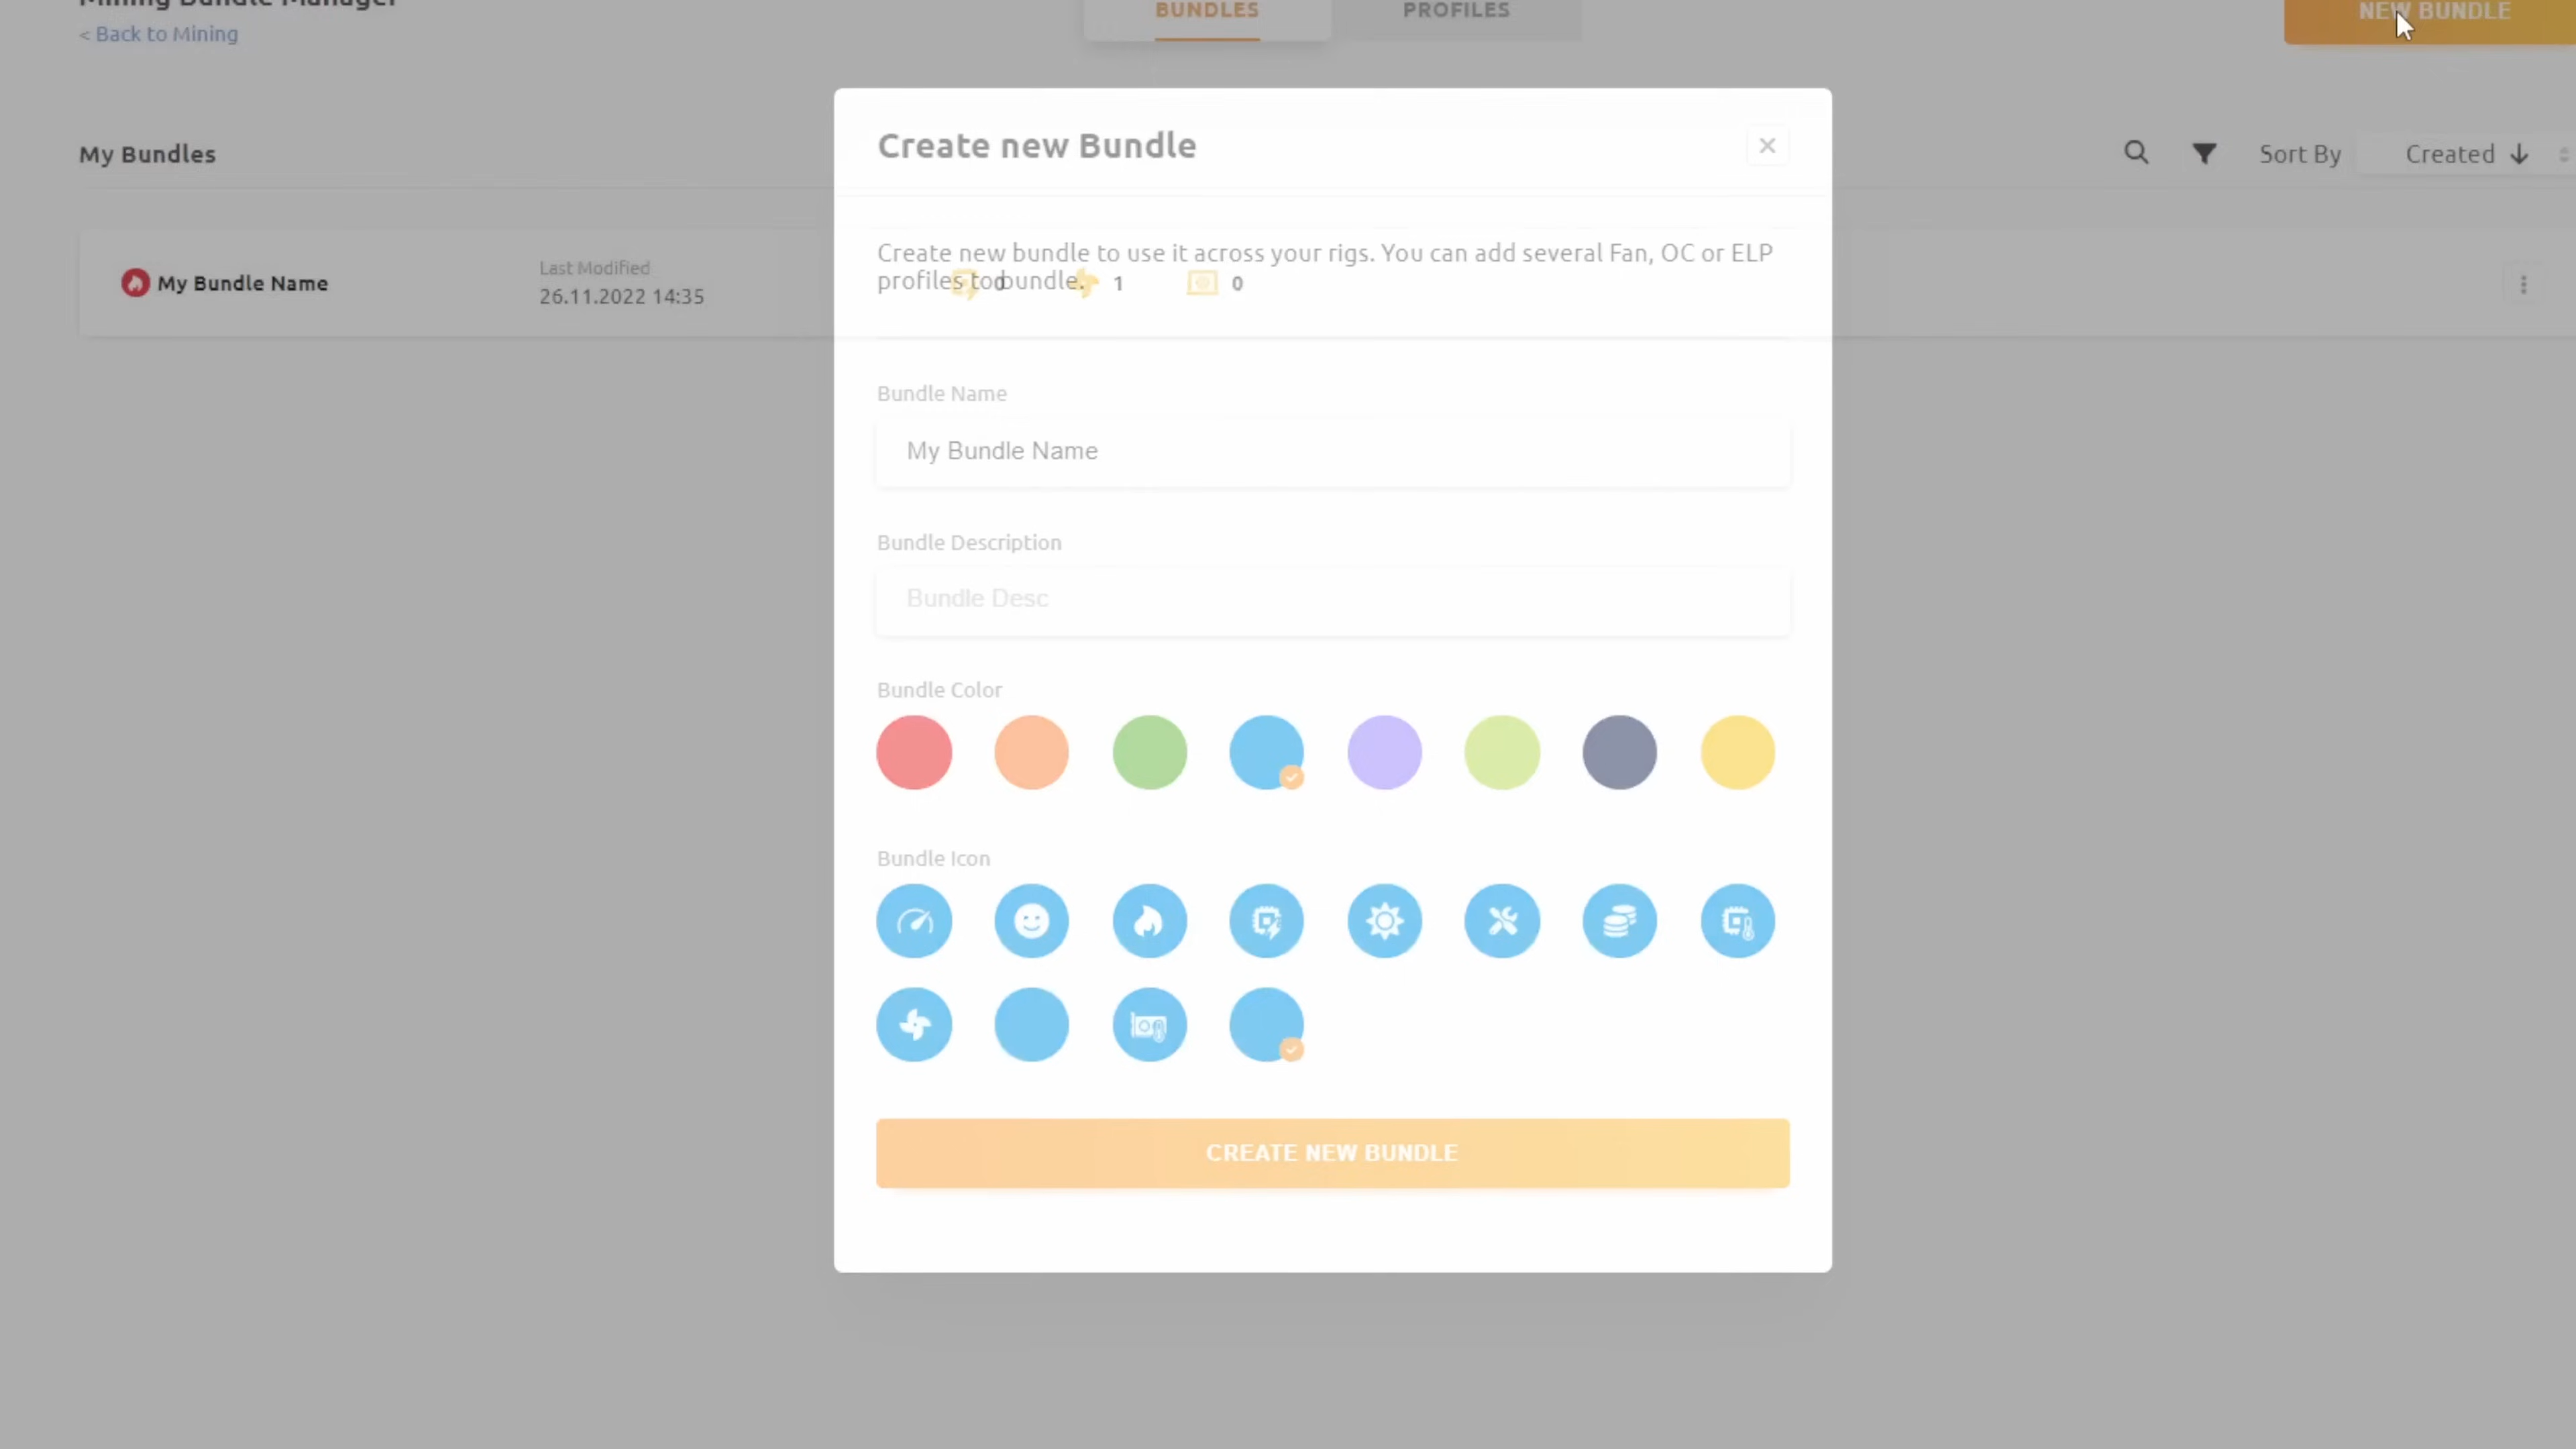 Mining Bundle Manager
< Back to Mining
BUNDLES
PROFILES
NEW BUNDLE
My Bundles
Sort By
Created
My Bundle Name
Last Modified
26.11.2022 14:35
0
1
0
Create new Bundle
Create new bundle to use it across your rigs. You can add several Fan, OC or ELP
profiles to bundle.
Bundle Name
My Bundle Name
Bundle Description
Bundle Desc
Bundle Color
Bundle Icon
CREATE NEW BUNDLE